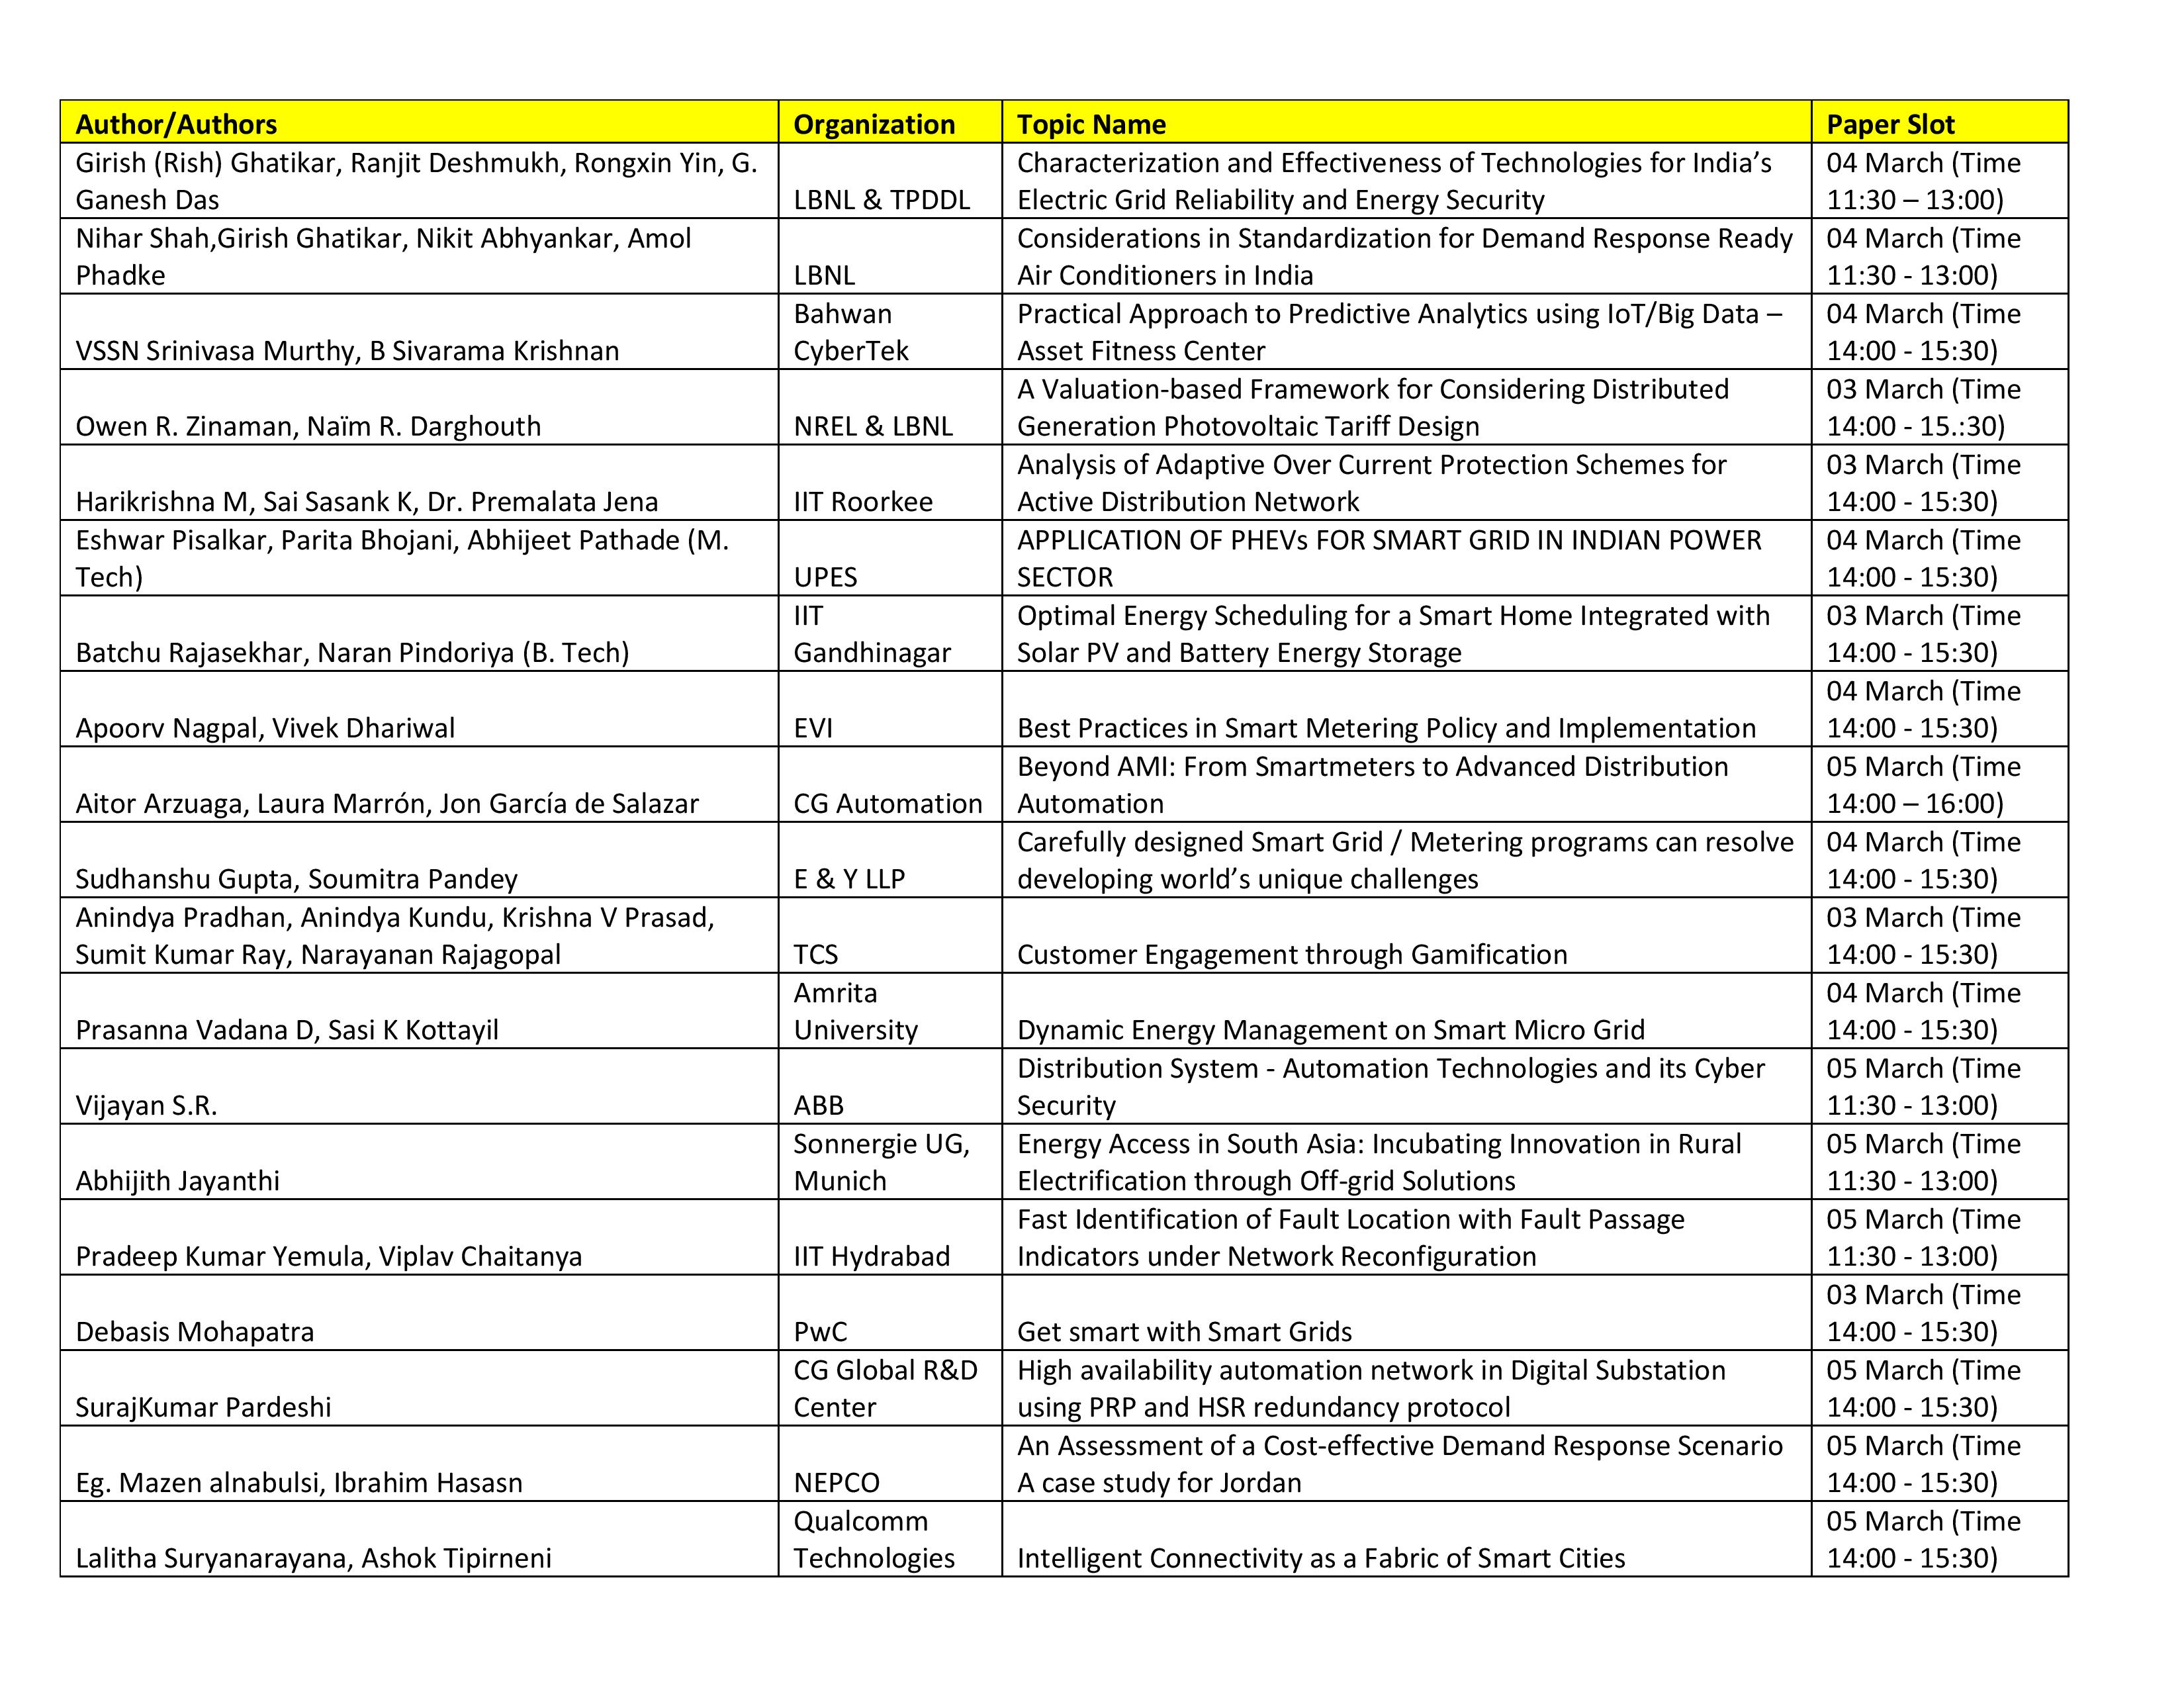 Author/Authors Organization Topic Name Paper Slot
Girish (Rish) Ghatikar, Ranjit Deshmukh, Rongxin Yin, G.
Ganesh Das
LBNL & TPDDL
Characterization and Effectiveness of Technologies for India’s
Electric Grid Reliability and Energy Security
04 March (Time
11:30 – 13:00)
Nihar Shah,Girish Ghatikar, Nikit Abhyankar, Amol
Phadke
LBNL
Considerations in Standardization for Demand Response Ready
Air Conditioners in India
04 March (Time
11:30 - 13:00)
VSSN Srinivasa Murthy, B Sivarama Krishnan
Bahwan
CyberTek
Practical Approach to Predictive Analytics using IoT/Big Data –
Asset Fitness Center
04 March (Time
14:00 - 15:30)
Owen R. Zinaman, Naïm R. Darghouth
NREL & LBNL
A Valuation-based Framework for Considering Distributed
Generation Photovoltaic Tariff Design
03 March (Time
14:00 - 15.:30)
Harikrishna M, Sai Sasank K, Dr. Premalata Jena
IIT Roorkee
Analysis of Adaptive Over Current Protection Schemes for
Active Distribution Network
03 March (Time
14:00 - 15:30)
Eshwar Pisalkar, Parita Bhojani, Abhijeet Pathade (M.
Tech)
UPES
APPLICATION OF PHEVs FOR SMART GRID IN INDIAN POWER
SECTOR
04 March (Time
14:00 - 15:30)
Batchu Rajasekhar, Naran Pindoriya (B. Tech)
IIT
Gandhinagar
Optimal Energy Scheduling for a Smart Home Integrated with
Solar PV and Battery Energy Storage
03 March (Time
14:00 - 15:30)
Apoorv Nagpal, Vivek Dhariwal
EVI
Best Practices in Smart Metering Policy and Implementation
04 March (Time
14:00 - 15:30)
Aitor Arzuaga, Laura Marrón, Jon García de Salazar
CG Automation
Beyond AMI: From Smartmeters to Advanced Distribution
Automation
05 March (Time
14:00 – 16:00)
Sudhanshu Gupta, Soumitra Pandey
E & Y LLP
Carefully designed Smart Grid / Metering programs can resolve
developing world’s unique challenges
04 March (Time
14:00 - 15:30)
Anindya Pradhan, Anindya Kundu, Krishna V Prasad,
Sumit Kumar Ray, Narayanan Rajagopal
TCS
Customer Engagement through Gamification
03 March (Time
14:00 - 15:30)
Prasanna Vadana D, Sasi K Kottayil
Amrita
University
Dynamic Energy Management on Smart Micro Grid
04 March (Time
14:00 - 15:30)
Vijayan S.R.
ABB
Distribution System - Automation Technologies and its Cyber
Security
05 March (Time
11:30 - 13:00)
Abhijith Jayanthi
Sonnergie UG,
Munich
Energy Access in South Asia: Incubating Innovation in Rural
Electrification through Off-grid Solutions
05 March (Time
11:30 - 13:00)
Pradeep Kumar Yemula, Viplav Chaitanya
IIT Hydrabad
Fast Identification of Fault Location with Fault Passage
Indicators under Network Reconfiguration
05 March (Time
11:30 - 13:00)
Debasis Mohapatra
PwC
Get smart with Smart Grids
03 March (Time
14:00 - 15:30)
SurajKumar Pardeshi
CG Global R&D
Center
High availability automation network in Digital Substation
using PRP and HSR redundancy protocol
05 March (Time
14:00 - 15:30)
Eg. Mazen alnabulsi, Ibrahim Hasasn
NEPCO
An Assessment of a Cost-effective Demand Response Scenario
A case study for Jordan
05 March (Time
14:00 - 15:30)
Lalitha Suryanarayana, Ashok Tipirneni
Qualcomm
Technologies
Intelligent Connectivity as a Fabric of Smart Cities
05 March (Time
14:00 - 15:30)